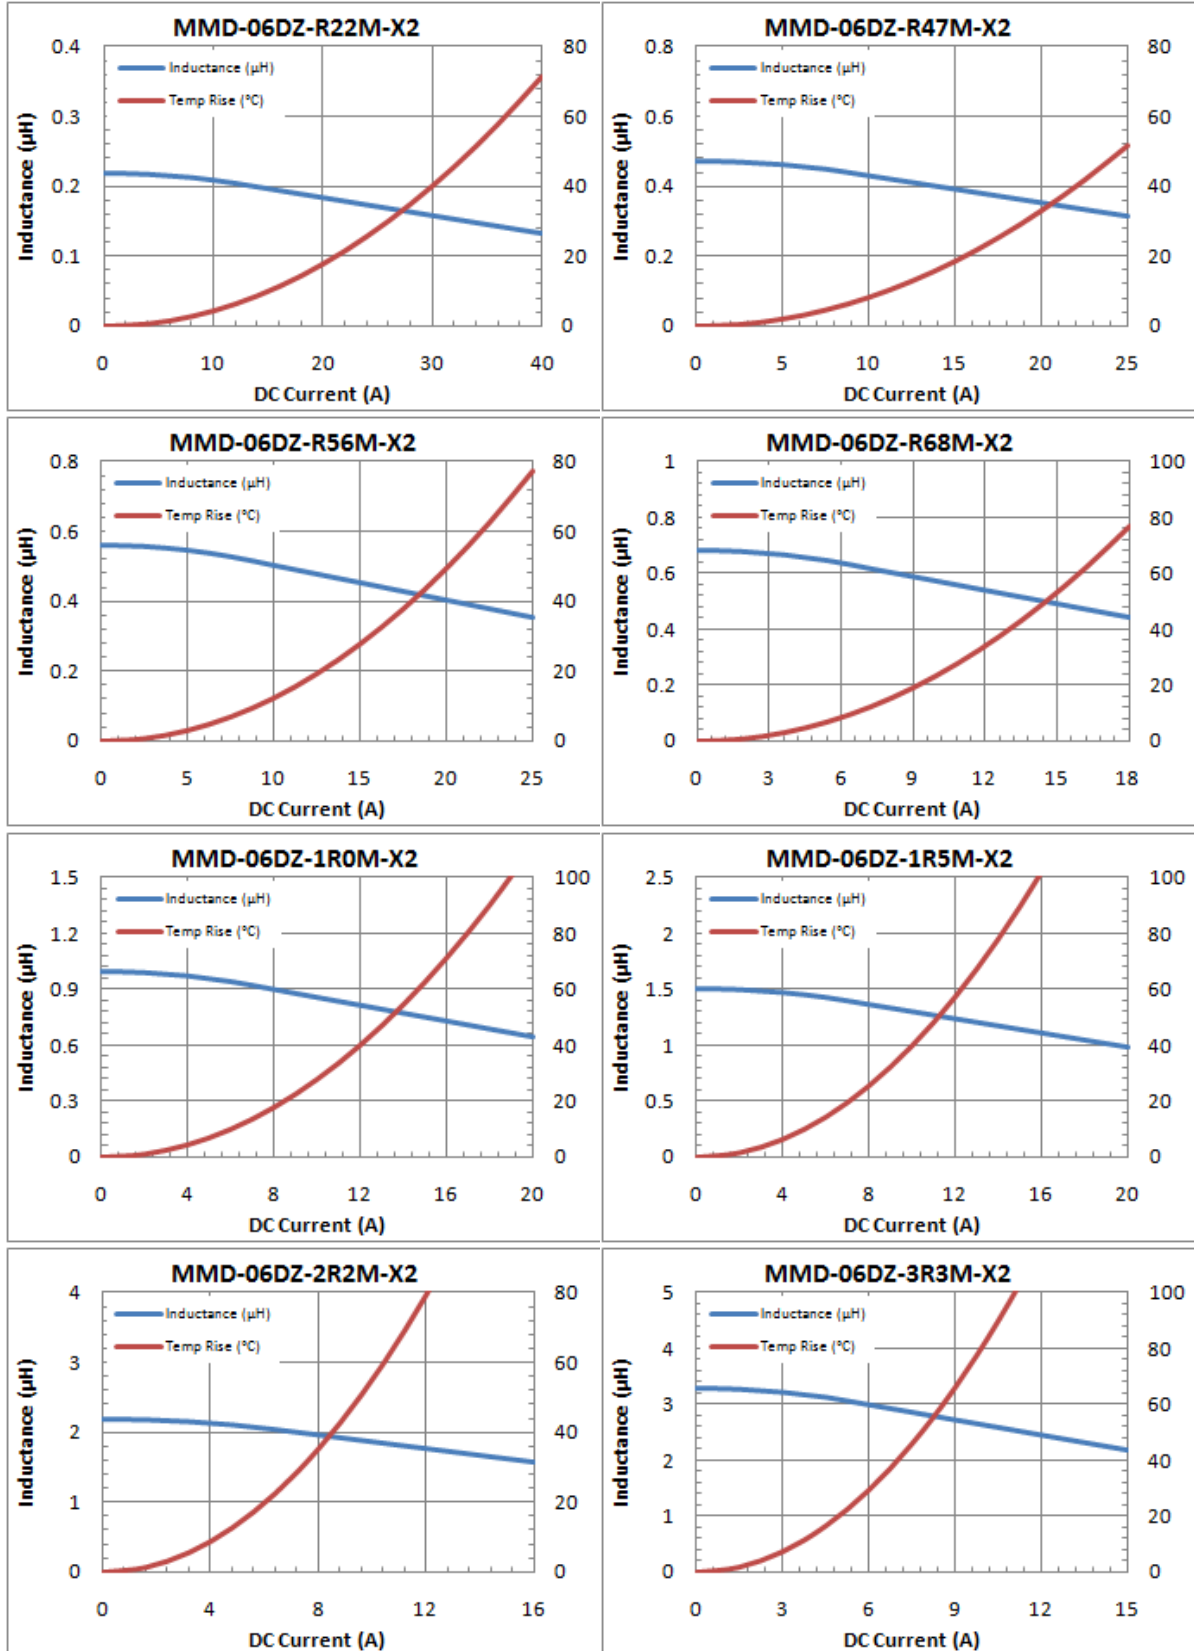 MMD-06DZ-R22M-X2
0.4
0.3
0.2
0.1
0
80
60
40
20
0
Inductance (µH)
Temp Rise (°C)
Inductance (µH)
0 10 20 30 40
DC Current (A)
MMD-06DZ-R47M-X2
0.8
0.6
0.4
0.2
0
80
60
40
20
0
Inductance (µH)
Temp Rise (°C)
Inductance (µH)
0 5 10 15 20 25
DC Current (A)
MMD-06DZ-R56M-X2
0.8
0.6
0.4
0.2
0
80
60
40
20
0
Inductance (µH)
Temp Rise (°C)
Inductance (µH)
0 5 10 15 20 25
DC Current (A)
MMD-06DZ-R68M-X2
1
0.8
0.6
0.4
0.2
0
100
80
60
40
20
0
Inductance (µH)
Temp Rise (°C)
Inductance (µH)
0 3 6 9 12 15 18
DC Current (A)
MMD-06DZ-1R0M-X2
1.5
1.2
0.9
0.6
0.3
0
100
80
60
40
20
0
Inductance (µH)
Temp Rise (°C)
Inductance (µH)
0 4 8 12 16 20
DC Current (A)
MMD-06DZ-1R5M-X2
2.5
2
1.5
1
0.5
0
100
80
60
40
20
0
Inductance (µH)
Temp Rise (°C)
Inductance (µH)
0 4 8 12 16 20
DC Current (A)
MMD-06DZ-2R2M-X2
4
3
2
1
0
80
60
40
20
0
Inductance (µH)
Temp Rise (°C)
Inductance (µH)
0 4 8 12 16
DC Current (A)
MMD-06DZ-3R3M-X2
5
4
3
2
1
0
100
80
60
40
20
0
Inductance (µH)
Temp Rise (°C)
Inductance (µH)
0 3 6 9 12 15
DC Current (A)